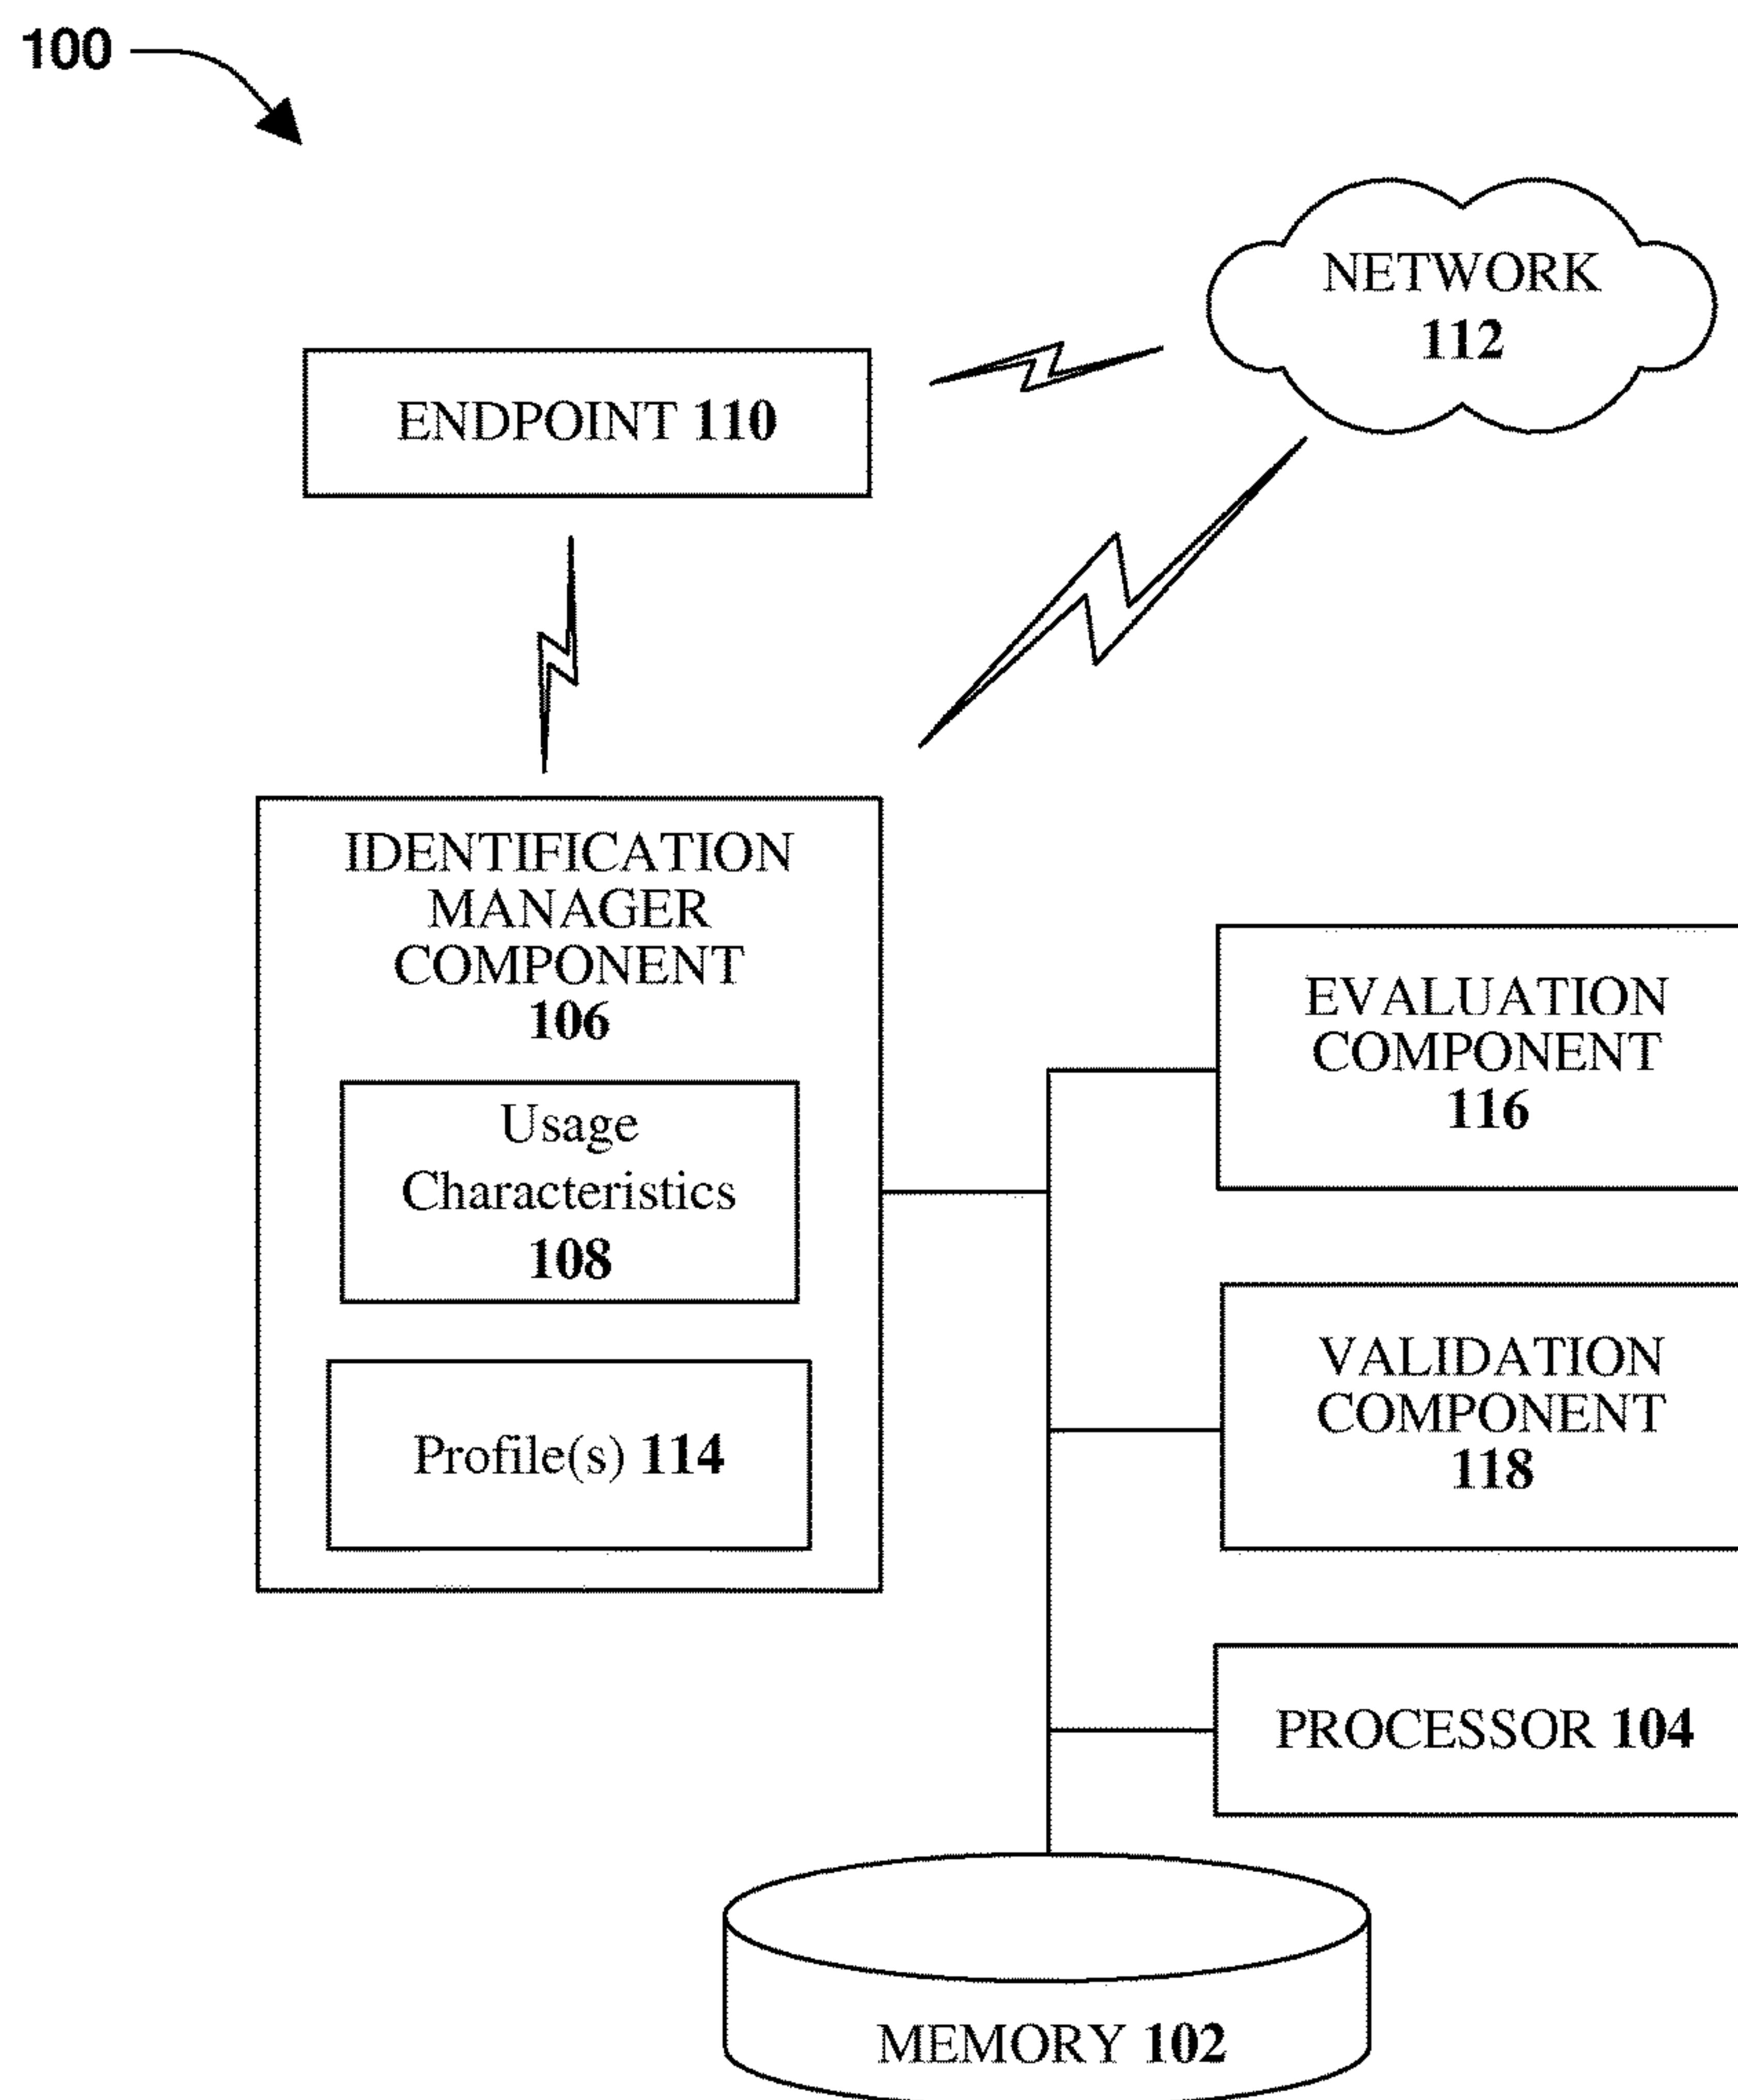 100
NETWORK
112
ENDPOINT 110
IDENTIFICATION
MANAGER
COMPONENT
106
Usage
Characteristics
108
Profile(s) 114
EVALUATION
COMPONENT
116
VALIDATION
COMPONENT
118
PROCESSOR 104
MEMORY 102